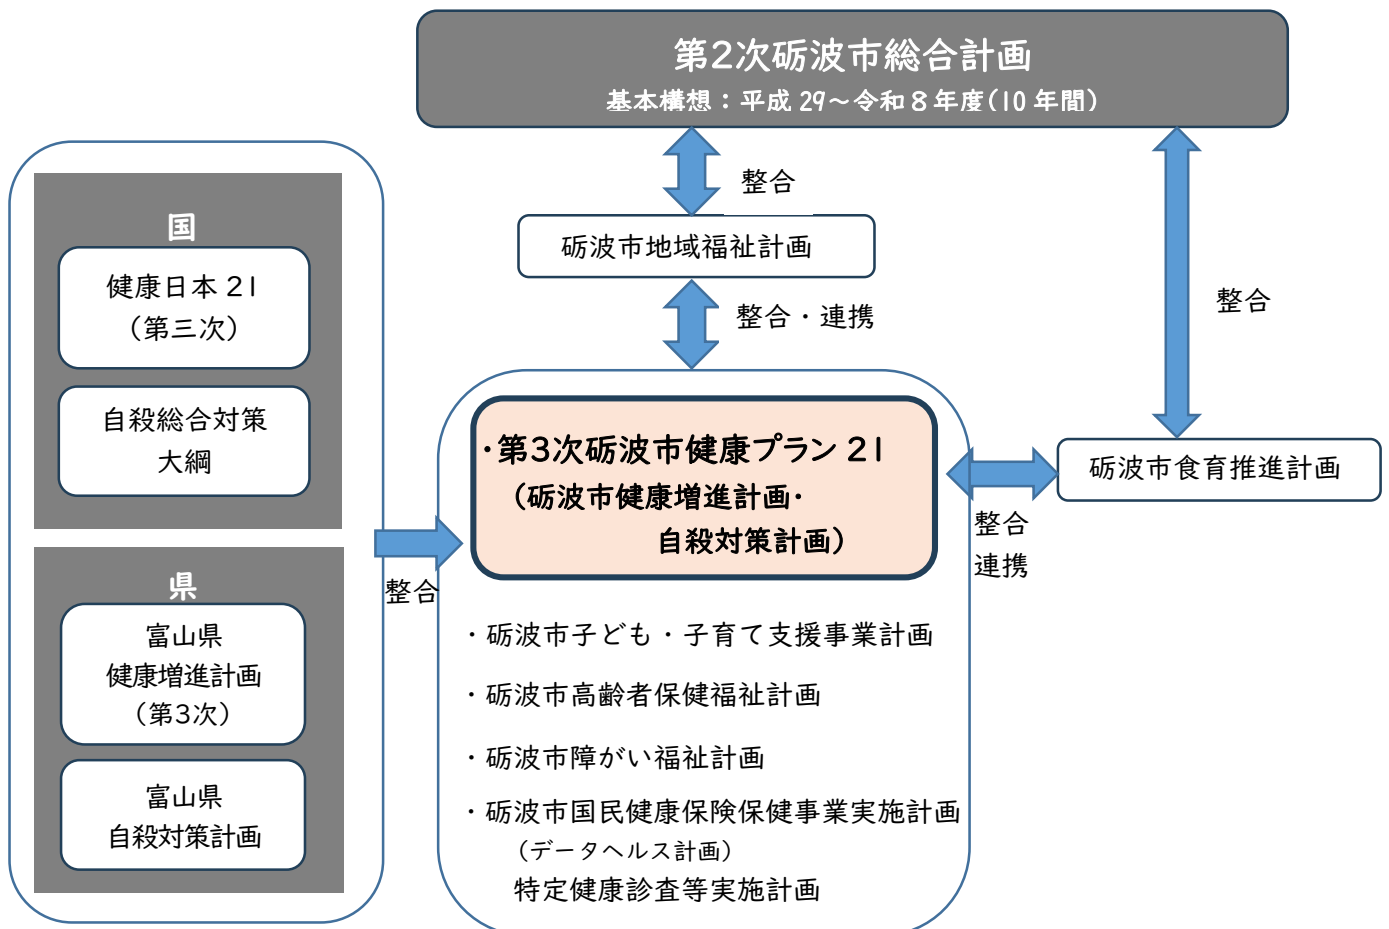 第2次砺波市総合計画
基本構想：平成 29～令和 8 年度(10 年間)
整合
砺波市地域福祉計画
整合・連携
整合
国
健康日本 21
（第三次）
自殺総合対策
大綱
県
富山県
健康増進計画
（第3次）
富山県
自殺対策計画
整合
・第3次砺波市健康プラン 21
（砺波市健康増進計画・
自殺対策計画）
整合
連携
砺波市食育推進計画
・砺波市子ども・子育て支援事業計画
・砺波市高齢者保健福祉計画
・砺波市障がい福祉計画
・砺波市国民健康保険保健事業実施計画
（データヘルス計画）
特定健康診査等実施計画